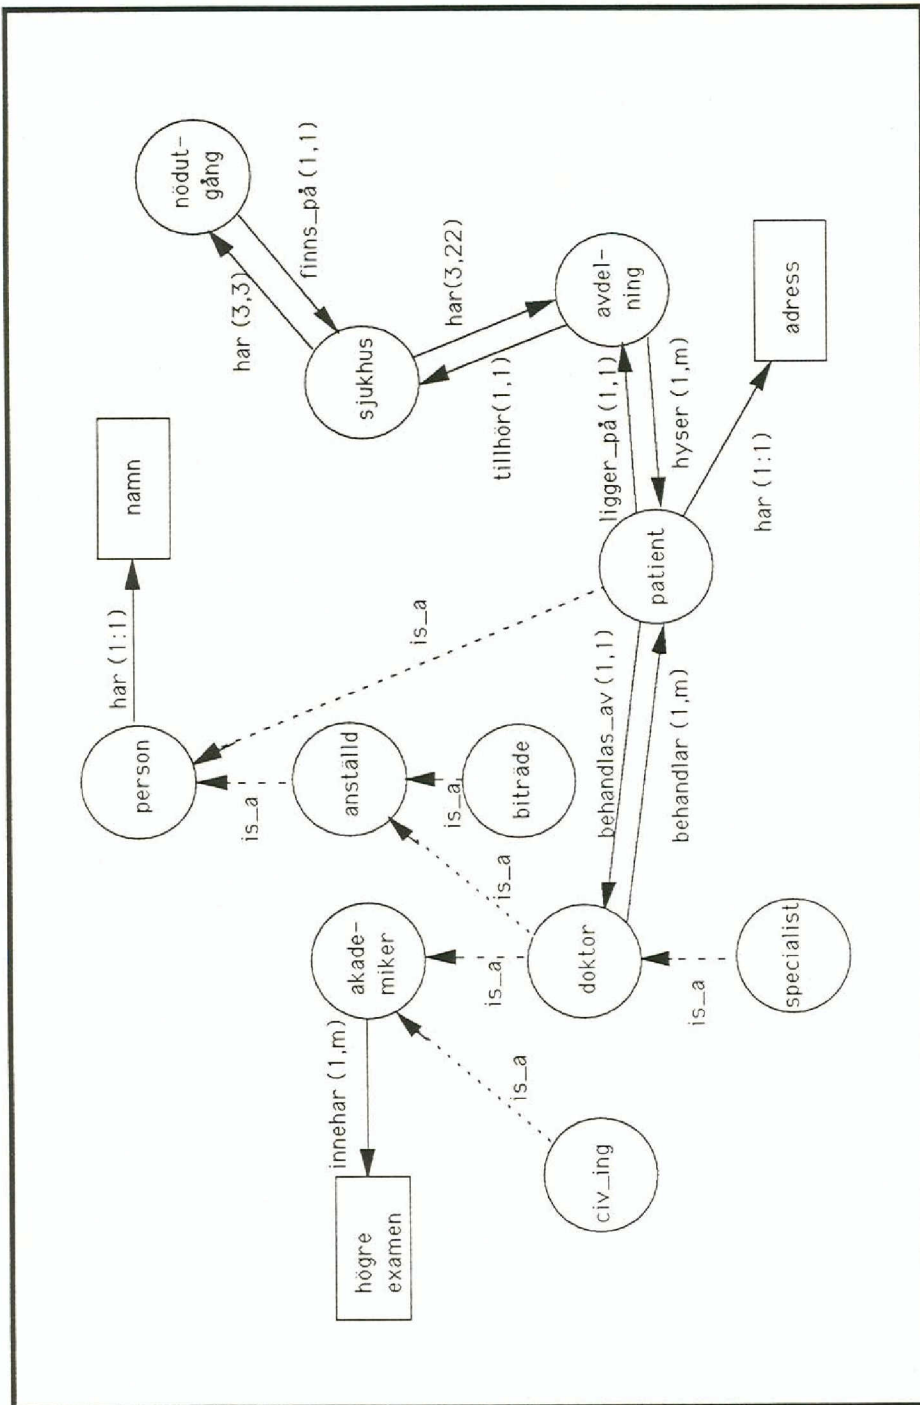 person
har (1:1)
namn
har (3,3)
nödut-
gång
finns_på (1,1)
is_a
anställd
is_a
is_a
biträde
sjukhus
har(3,22)
tillhör(1,1)
avdel-
ning
akade-
miker
innehar (1,m)
högre
examen
is_a
is_a
is_a
doktor
civ_ing
behandlas_av (1,1)
behandlar (1,m)
ligger_på (1,1)
hyser (1,m)
patient
har (1:1)
adress
is_a
specialist